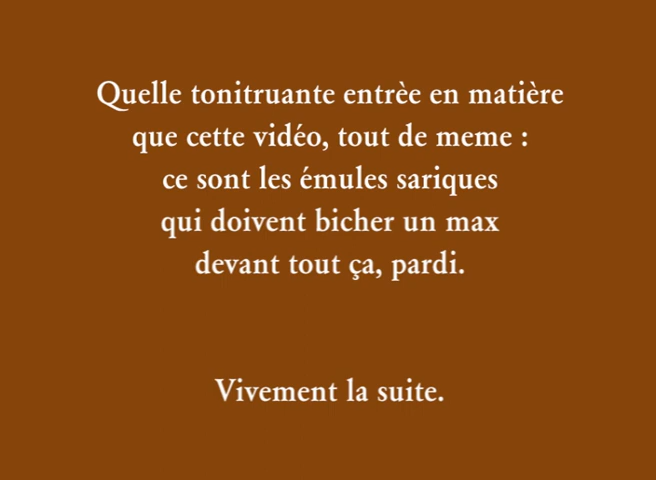 Quelle tonitruante entrèe en matière
que cette vidéo, tout de meme :
ce sont les émules sariques
qui doivent bicher un max
devant tout ça, pardi.
Vivement la suite.